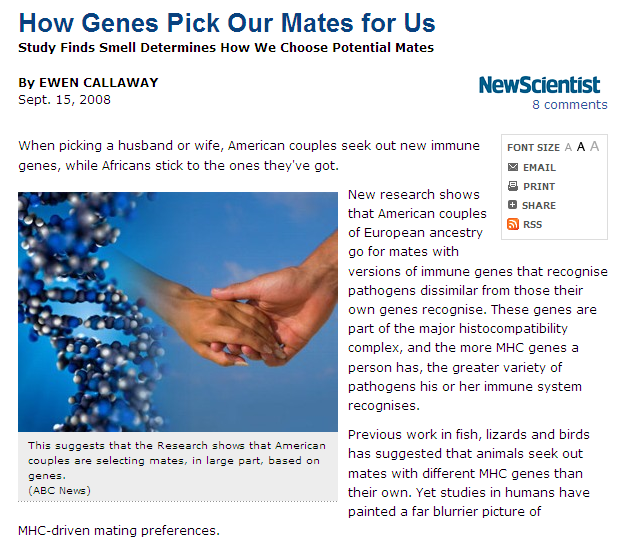 How Genes Pick Our Mates for Us
Study Finds Smell Determines How We Choose Potential Mates
By EWEN CALLAWAY
Sept. 15, 2008
NewScientist
8 comments
When picking a husband or wife, American couples seek out new immune
genes, while Africans stick to the ones they've got.
FONT SIZE A A A
EMAIL
PRINT
SHARE
RSS
New research shows
that American couples
of European ancestry
go for mates with
versions of immune genes that recognise
pathogens dissimilar from those their
own genes recognise. These genes are
part of the major histocompatibility
complex, and the more MHC genes a
person has, the greater variety of
pathogens his or her immune system
recognises.
This suggests that the Research shows that American
couples are selecting mates, in large part, based on
genes.
(ABC News)
Previous work in fish, lizards and birds
has suggested that animals seek out
mates with different MHC genes than
their own. Yet studies in humans have
painted a far blurrier picture of
MHC-driven mating preferences.